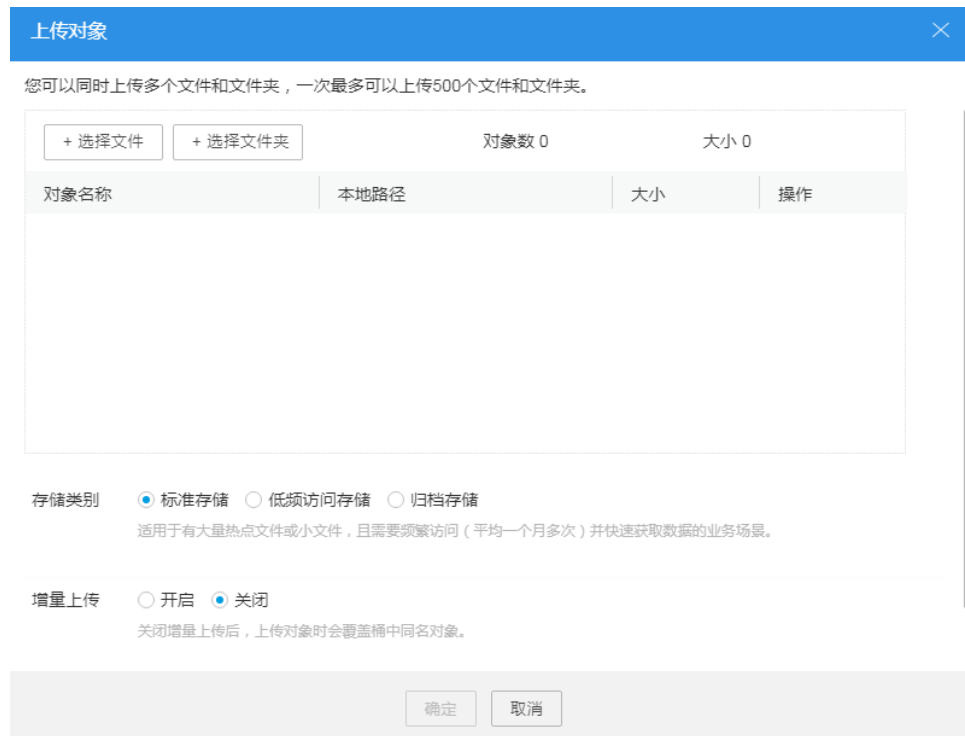 上传对象
您可以同时上传多个文件和文件夹，一次最多可以上传500个文件和文件夹。
+ 选择文件 + 选择文件夹 对象数 0 大小 0
对象名称 本地路径 大小 操作
存储类别 标准存储 低频访问存储 归档存储
适用于有大量热点文件或小文件，且需要频繁访问（平均一个月多次）并快速获取数据的业务场景。
增量上传 开启 关闭
关闭增量上传后，上传对象时会覆盖桶中同名对象。
确定 取消